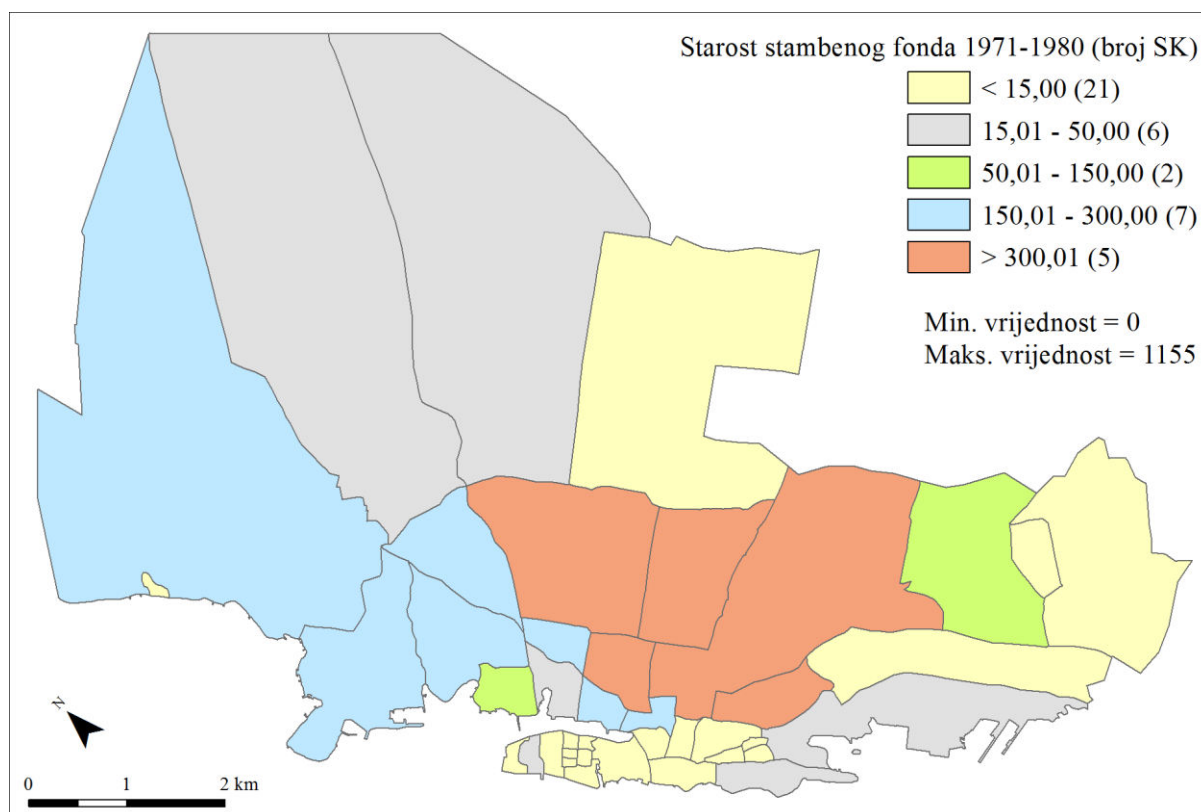 Starost stambenog fonda 1971-1980 (broj SK)
< 15,00 (21)
15,01 - 50,00 (6)
50,01 - 150,00 (2)
150,01 - 300,00 (7)
> 300,01 (5)
Min. vrijednost = 0
Maks. vrijednost = 1155
N
0 1 2 km